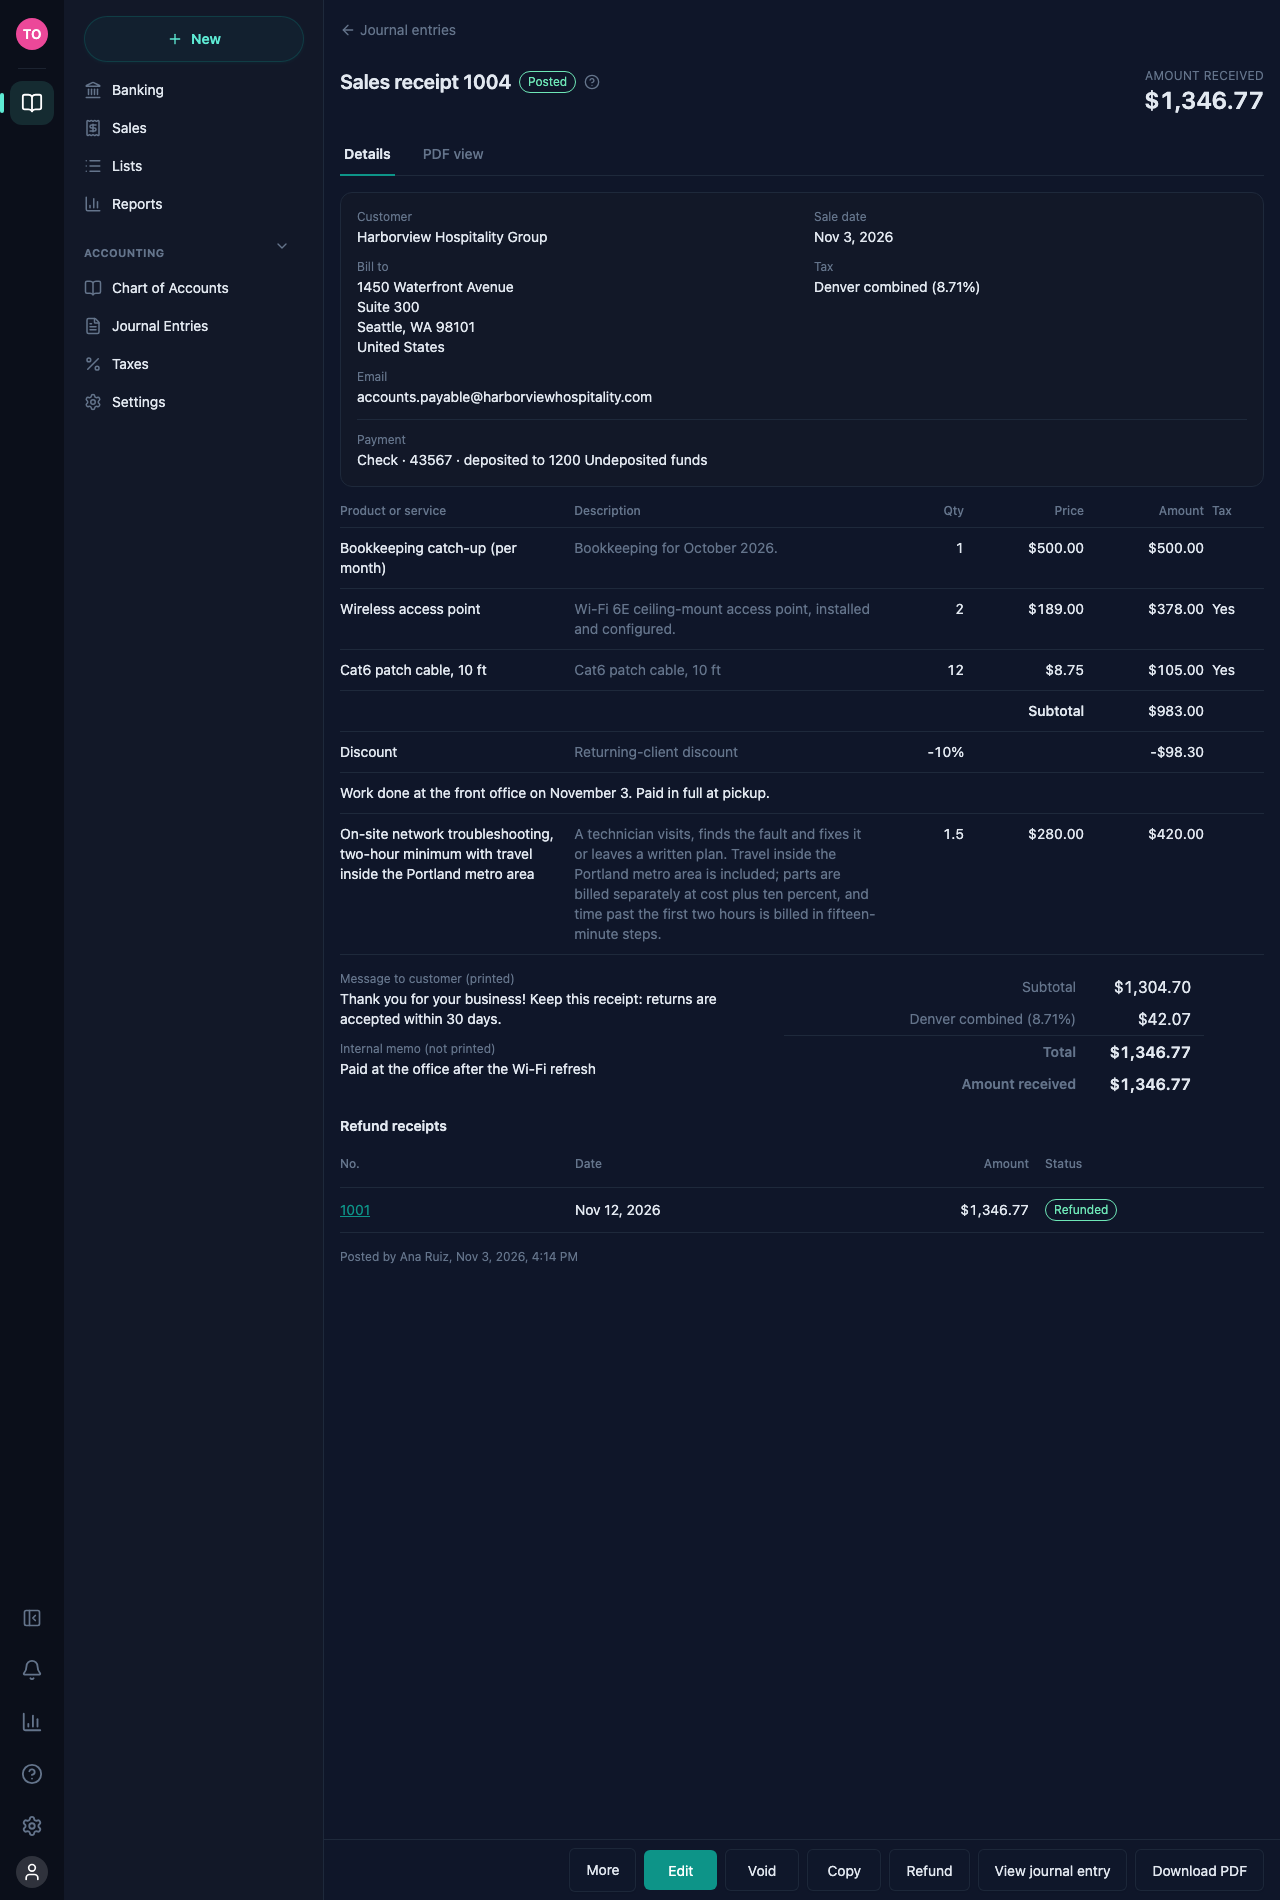 TO
New
Banking
Sales
Lists
Reports
ACCOUNTING
Chart of Accounts
Journal Entries
Taxes
Settings
Journal entries
Sales receipt 1004 Posted
AMOUNT RECEIVED
$1,346.77
Details PDF view
Customer
Harborview Hospitality Group
Sale date
Nov 3, 2026
Bill to
1450 Waterfront Avenue
Suite 300
Seattle, WA 98101
United States
Tax
Denver combined (8.71%)
Email
accounts.payable@harborviewhospitality.com
Payment
Check · 43567 · deposited to 1200 Undeposited funds
Product or service Description Qty Price Amount Tax
Bookkeeping catch-up (per Bookkeeping for October 2026. 1 $500.00 $500.00
month)
Wireless access point Wi-Fi 6E ceiling-mount access point, installed 2 $189.00 $378.00 Yes
and configured.
Cat6 patch cable, 10 ft Cat6 patch cable, 10 ft 12 $8.75 $105.00 Yes
Subtotal $983.00
Discount Returning-client discount -10% -$98.30
Work done at the front office on November 3. Paid in full at pickup.
On-site network troubleshooting, A technician visits, finds the fault and fixes it 1.5 $280.00 $420.00
two-hour minimum with travel or leaves a written plan. Travel inside the
inside the Portland metro area Portland metro area is included; parts are
billed separately at cost plus ten percent, and
time past the first two hours is billed in fifteen-
minute steps.
Message to customer (printed)
Thank you for your business! Keep this receipt: returns are
accepted within 30 days.
Internal memo (not printed)
Paid at the office after the Wi-Fi refresh
Subtotal $1,304.70
Denver combined (8.71%) $42.07
Total $1,346.77
Amount received $1,346.77
Refund receipts
No. Date Amount Status
1001 Nov 12, 2026 $1,346.77 Refunded
Posted by Ana Ruiz, Nov 3, 2026, 4:14 PM
More Edit Void Copy Refund View journal entry Download PDF